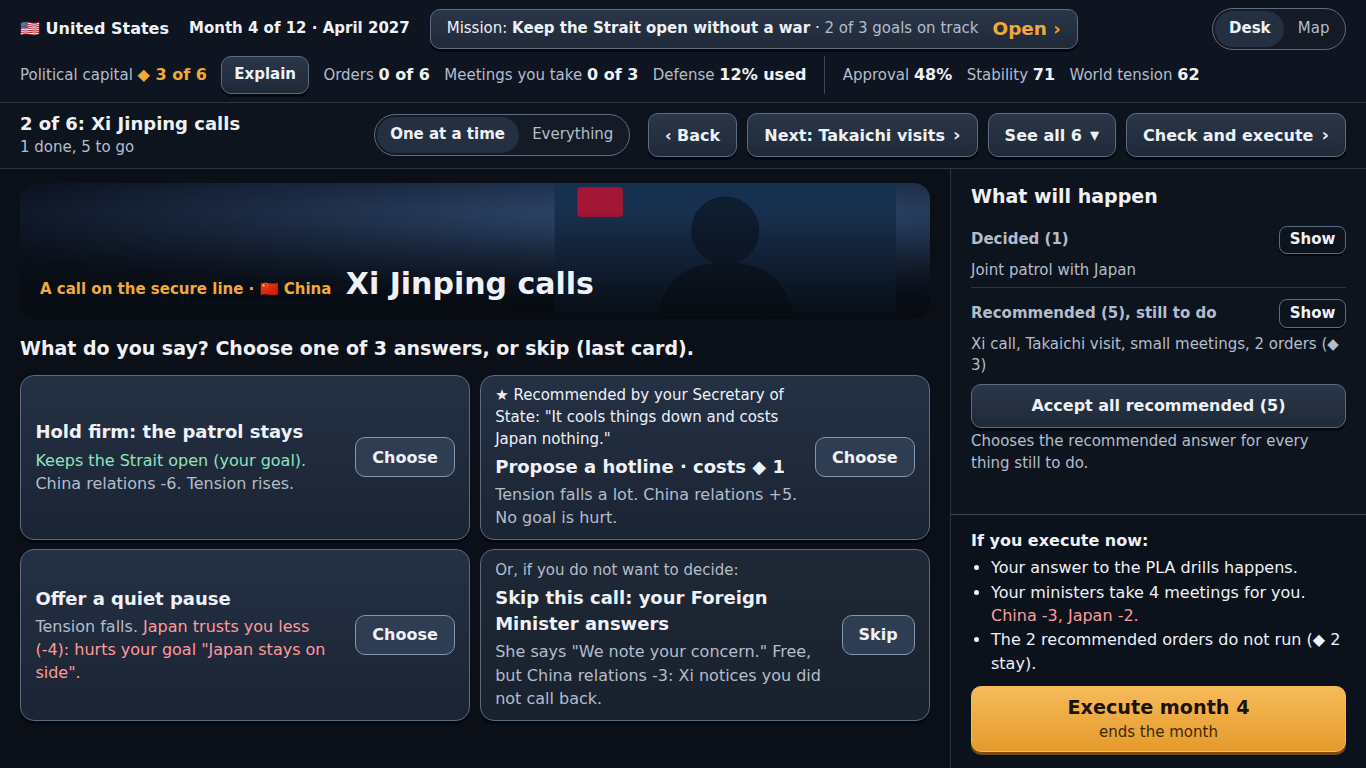 🇺🇸 United States
Month 4 of 12 · April 2027
Mission: Keep the Strait open without a war · 2 of 3 goals on track Open ›
Desk Map
Political capital ◆ 3 of 6 Explain Orders 0 of 6 Meetings you take 0 of 3 Defense 12% used Approval 48% Stability 71 World tension 62
2 of 6: Xi Jinping calls
1 done, 5 to go
One at a time Everything
‹ Back
Next: Takaichi visits ›
See all 6 ▼
Check and execute ›
A call on the secure line · 🇨🇳 China Xi Jinping calls
What do you say? Choose one of 3 answers, or skip (last card).
Hold firm: the patrol stays
Keeps the Strait open (your goal).
China relations -6. Tension rises.
Choose
★ Recommended by your Secretary of
State: "It cools things down and costs
Japan nothing."
Propose a hotline · costs ◆ 1
Tension falls a lot. China relations +5.
No goal is hurt.
Choose
Offer a quiet pause
Tension falls. Japan trusts you less
(-4): hurts your goal "Japan stays on
side".
Choose
Or, if you do not want to decide:
Skip this call: your Foreign
Minister answers
She says "We note your concern." Free,
but China relations -3: Xi notices you did
not call back.
Skip
What will happen
Decided (1) Show
Joint patrol with Japan
Recommended (5), still to do Show
Xi call, Takaichi visit, small meetings, 2 orders (◆
3)
Accept all recommended (5)
Chooses the recommended answer for every
thing still to do.
If you execute now:
• Your answer to the PLA drills happens.
• Your ministers take 4 meetings for you.
China -3, Japan -2.
• The 2 recommended orders do not run (◆ 2
stay).
Execute month 4
ends the month